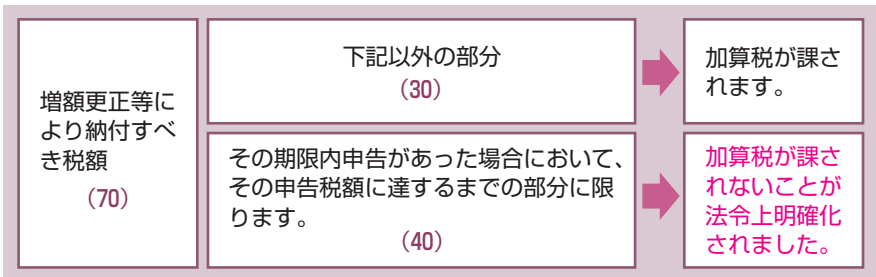 増額更正等に
より納付すべ
き税額
(70)
下記以外の部分
(30)
加算税が課さ
れます。
その期限内申告があった場合において、
その申告税額に達するまでの部分に限
ります。
(40)
加算税が課さ
れないことが
法令上明確化
されました。